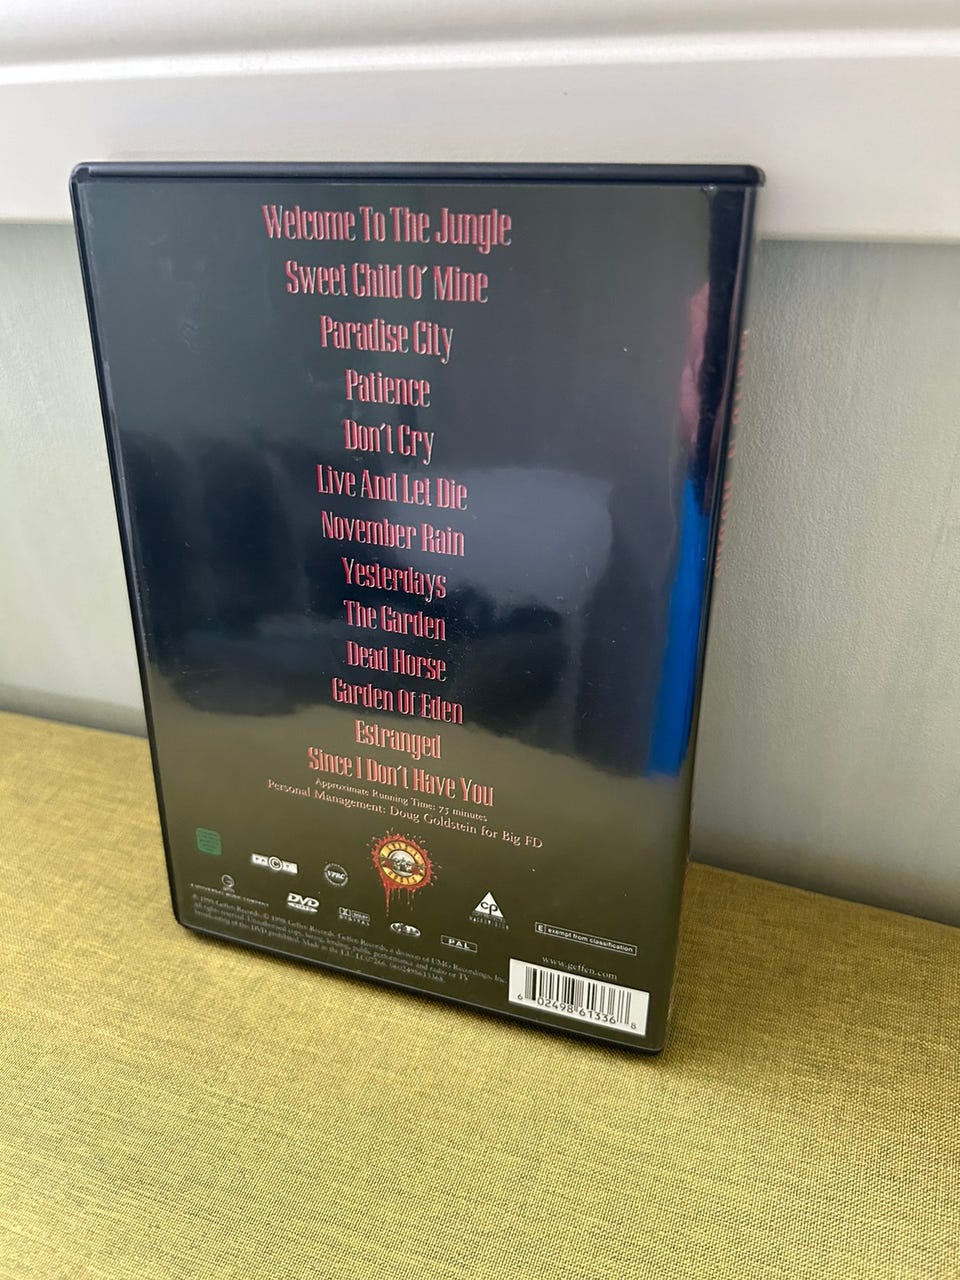 Welcome To The Jungle
Sweet Child O' Mine
Paradise City
Patience
Don't Cry
Live And Let Die
November Rain
Yesterdays
The Garden
Dead Horse
Garden Of Eden
Estranged
Since I Don't Have You
Approximate Running Time: 75 minutes
Personal Management: Doug Goldstein for Big FD
DVD
PAL
E exempt from classification
www.geffen.com
6 02498 61336 8